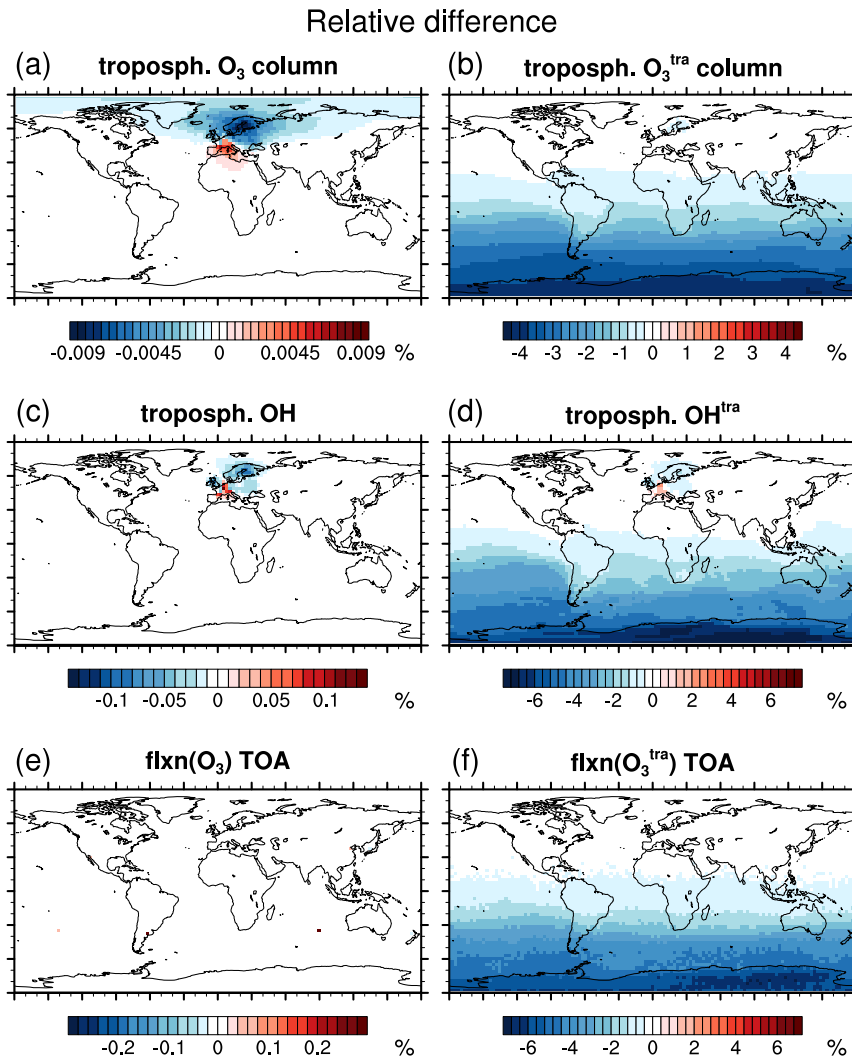 Relative difference
(a) troposph. O₃ column
(b) troposph. O₃ᵗʳᵃ column
-0.009 -0.0045 0 0.0045 0.009 %
-4 -3 -2 -1 0 1 2 3 4 %
(c) troposph. OH
(d) troposph. OHᵗʳᵃ
-0.1 -0.05 0 0.05 0.1 %
-6 -4 -2 0 2 4 6 %
(e) flxn(O₃) TOA
(f) flxn(O₃ᵗʳᵃ) TOA
-0.2 -0.1 0 0.1 0.2 %
-6 -4 -2 0 2 4 6 %